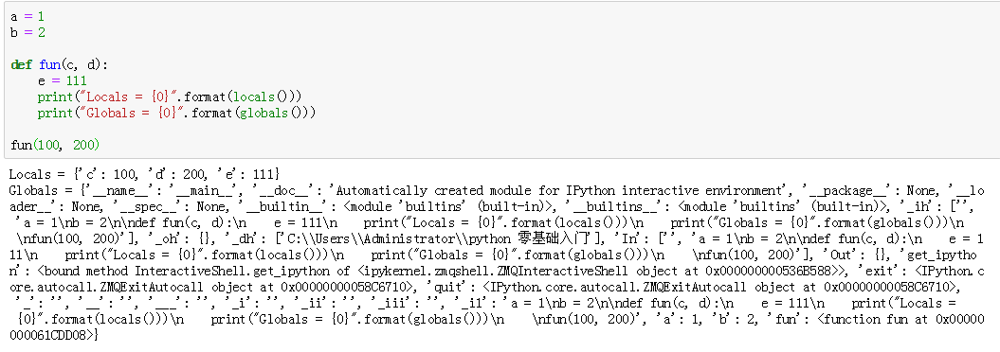 a = 1
b = 2
def fun(c, d):
    e = 111
    print("Locals = {0}".format(locals()))
    print("Globals = {0}".format(globals()))
fun(100, 200)
Locals = {'c': 100, 'd': 200, 'e': 111}
Globals = {'__name__': '__main__', '__doc__': 'Automatically created module for IPython interactive environment', '__package__': None, '__lo
ader__': None, '__spec__': None, '__builtin__': <module 'builtins' (built-in)>, '__builtins__': <module 'builtins' (built-in)>, '_ih': ['',
'a = 1\nb = 2\n\ndef fun(c, d):\n    e = 111\n    print("Locals = {0}".format(locals()))\n    print("Globals = {0}".format(globals()))\n
\nfun(100, 200)'], '_oh': {}, '_dh': ['C:\\Users\\Administrator\\python 零基础入门'], 'In': ['', 'a = 1\nb = 2\n\ndef fun(c, d):\n    e = 1
11\n    print("Locals = {0}".format(locals()))\n    print("Globals = {0}".format(globals()))\n    \nfun(100, 200)'], 'Out': {}, 'get_ipytho
n': <bound method InteractiveShell.get_ipython of <ipykernel.zmqshell.ZMQInteractiveShell object at 0x000000000536B588>>, 'exit': <IPython.c
ore.autocall.ZMQExitAutocall object at 0x00000000058C6710>, 'quit': <IPython.core.autocall.ZMQExitAutocall object at 0x00000000058C6710>,
'_': '', '__': '', '___': '', '_i': '', '_ii': '', '_iii': '', '_i1': 'a = 1\nb = 2\n\ndef fun(c, d):\n    e = 111\n    print("Locals =
{0}".format(locals()))\n    print("Globals = {0}".format(globals()))\n    \nfun(100, 200)', 'a': 1, 'b': 2, 'fun': <function fun at 0x0000
000061CDD08>}